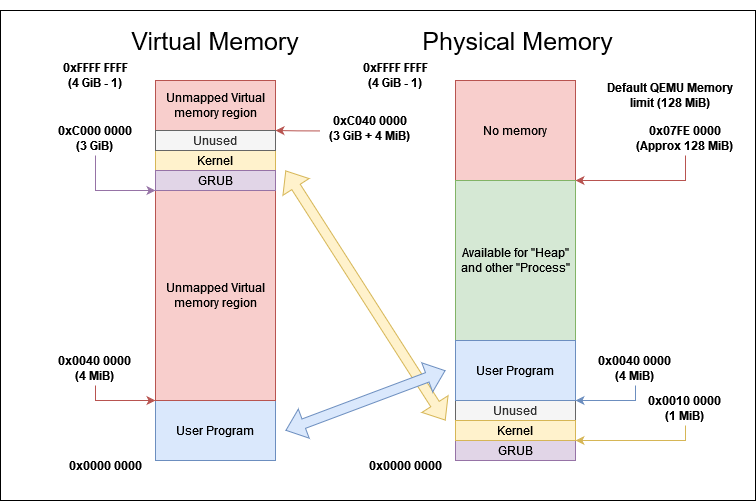 Virtual Memory
Physical Memory
0xFFFF FFFF
(4 GiB - 1)
Unmapped Virtual
memory region
0xC040 0000
(3 GiB + 4 MiB)
0xC000 0000
(3 GiB)
Unused
Kernel
GRUB
Unmapped Virtual
memory region
0x0040 0000
(4 MiB)
User Program
0x0000 0000
0xFFFF FFFF
(4 GiB - 1)
No memory
Default QEMU Memory
limit (128 MiB)
0x07FE 0000
(Approx 128 MiB)
Available for "Heap"
and other "Process"
User Program
0x0040 0000
(4 MiB)
Unused
0x0010 0000
(1 MiB)
Kernel
GRUB
0x0000 0000